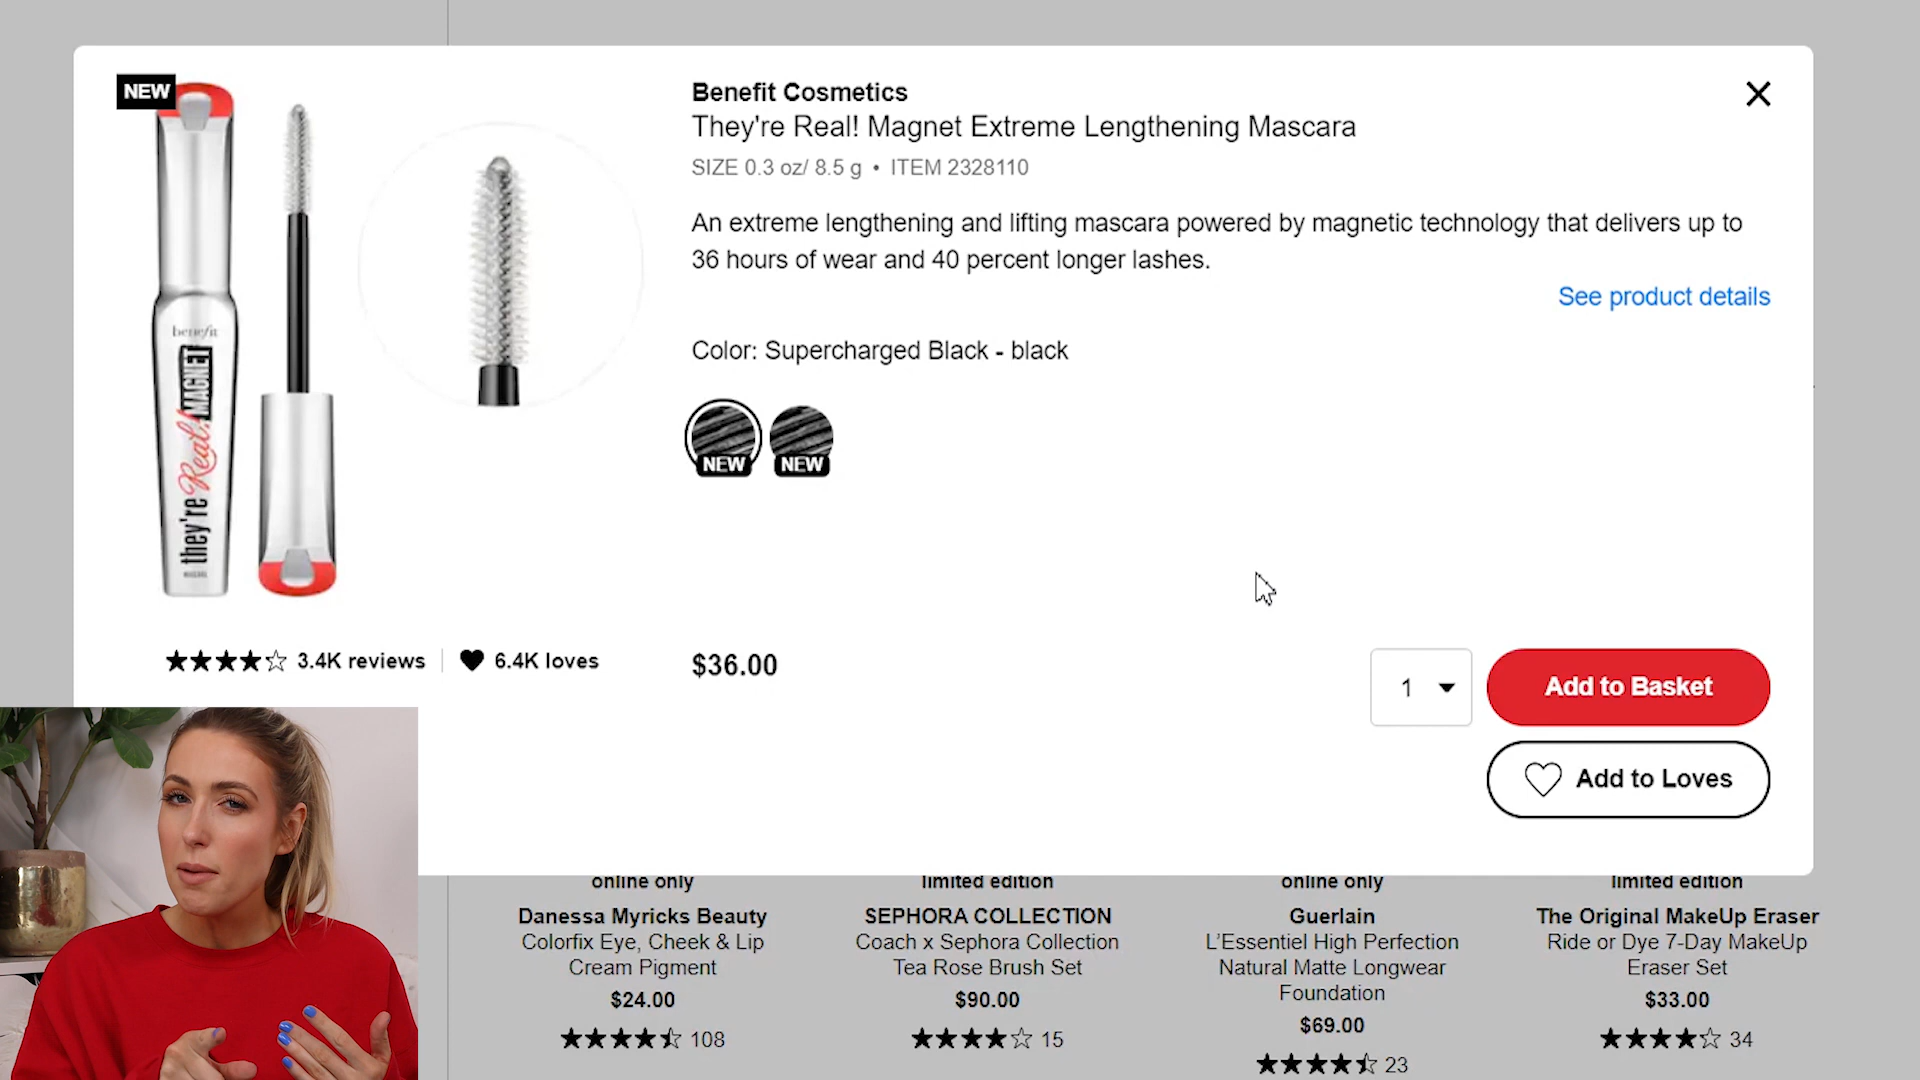 NEW
benefit
they're Real! MAGNET
MASCARA
Benefit Cosmetics
They're Real! Magnet Extreme Lengthening Mascara
SIZE 0.3 oz/ 8.5 g • ITEM 2328110
An extreme lengthening and lifting mascara powered by magnetic technology that delivers up to
36 hours of wear and 40 percent longer lashes.
See product details
Color: Supercharged Black - black
NEW
NEW
3.4K reviews
6.4K loves
$36.00
1
Add to Basket
Add to Loves
online only
Danessa Myricks Beauty
Colorfix Eye, Cheek & Lip
Cream Pigment
$24.00
108
limited edition
SEPHORA COLLECTION
Coach x Sephora Collection
Tea Rose Brush Set
$90.00
15
online only
Guerlain
L'Essentiel High Perfection
Natural Matte Longwear
Foundation
$69.00
23
limited edition
The Original MakeUp Eraser
Ride or Dye 7-Day MakeUp
Eraser Set
$33.00
34